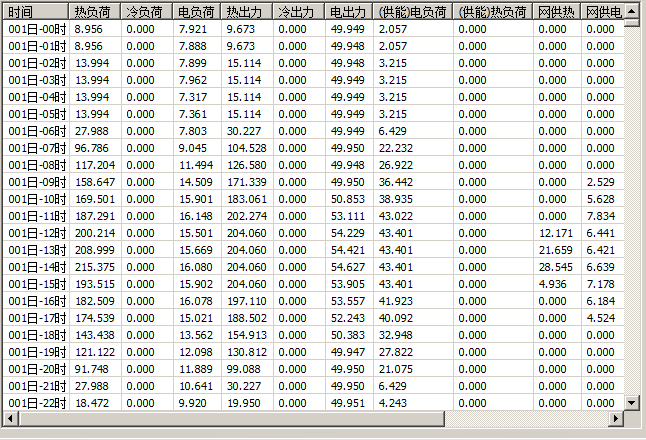 时间 热负荷 冷负荷 电负荷 热出力 冷出力 电出力 (供能)电负荷 (供能)热负荷 网供热 网供电
001日-00时 8.956 0.000 7.921 9.673 0.000 49.949 2.057 0.000 0.000 0.000
001日-01时 8.956 0.000 7.888 9.673 0.000 49.948 2.057 0.000 0.000 0.000
001日-02时 13.994 0.000 7.899 15.114 0.000 49.949 3.215 0.000 0.000 0.000
001日-03时 13.994 0.000 7.962 15.114 0.000 49.949 3.215 0.000 0.000 0.000
001日-04时 13.994 0.000 7.317 15.114 0.000 49.949 3.215 0.000 0.000 0.000
001日-05时 13.994 0.000 7.361 15.114 0.000 49.949 3.215 0.000 0.000 0.000
001日-06时 27.988 0.000 7.803 30.227 0.000 49.949 6.429 0.000 0.000 0.000
001日-07时 96.786 0.000 9.045 104.528 0.000 49.950 22.232 0.000 0.000 0.000
001日-08时 117.204 0.000 11.494 126.580 0.000 49.948 26.922 0.000 0.000 0.000
001日-09时 158.647 0.000 14.509 171.339 0.000 49.950 36.442 0.000 0.000 2.529
001日-10时 169.501 0.000 15.901 183.061 0.000 50.853 38.935 0.000 0.000 5.628
001日-11时 187.291 0.000 16.148 202.274 0.000 53.111 43.022 0.000 0.000 7.834
001日-12时 200.214 0.000 15.501 204.060 0.000 54.229 43.401 0.000 12.171 6.441
001日-13时 208.999 0.000 15.669 204.060 0.000 54.421 43.401 0.000 21.659 6.421
001日-14时 215.375 0.000 16.080 204.060 0.000 54.627 43.401 0.000 28.545 6.639
001日-15时 193.515 0.000 15.902 204.060 0.000 53.905 43.401 0.000 4.936 7.178
001日-16时 182.509 0.000 16.078 197.110 0.000 53.557 41.923 0.000 0.000 6.184
001日-17时 174.539 0.000 15.021 188.502 0.000 52.243 40.092 0.000 0.000 4.524
001日-18时 143.438 0.000 13.562 154.913 0.000 50.383 32.948 0.000 0.000 0.000
001日-19时 121.122 0.000 12.098 130.812 0.000 49.947 27.822 0.000 0.000 0.000
001日-20时 91.748 0.000 11.889 99.088 0.000 49.950 21.075 0.000 0.000 0.000
001日-21时 27.988 0.000 10.641 30.227 0.000 49.950 6.429 0.000 0.000 0.000
001日-22时 18.472 0.000 9.920 19.950 0.000 49.951 4.243 0.000 0.000 0.000